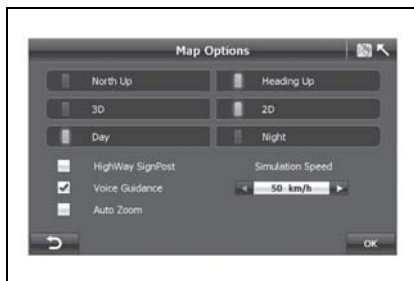 Map Options
North Up
Heading Up
3D
2D
Day
Night
HighWay SignPost
Simulation Speed
Voice Guidance
50 km/h
Auto Zoom
OK